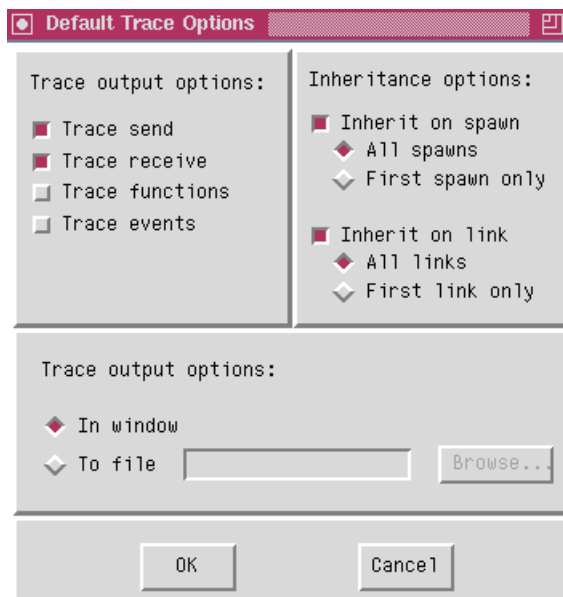 Default Trace Options
Trace output options:
Trace send
Trace receive
Trace functions
Trace events
Inheritance options:
Inherit on spawn
All spawns
First spawn only
Inherit on link
All links
First link only
Trace output options:
In window
To file
Browse...
OK
Cancel